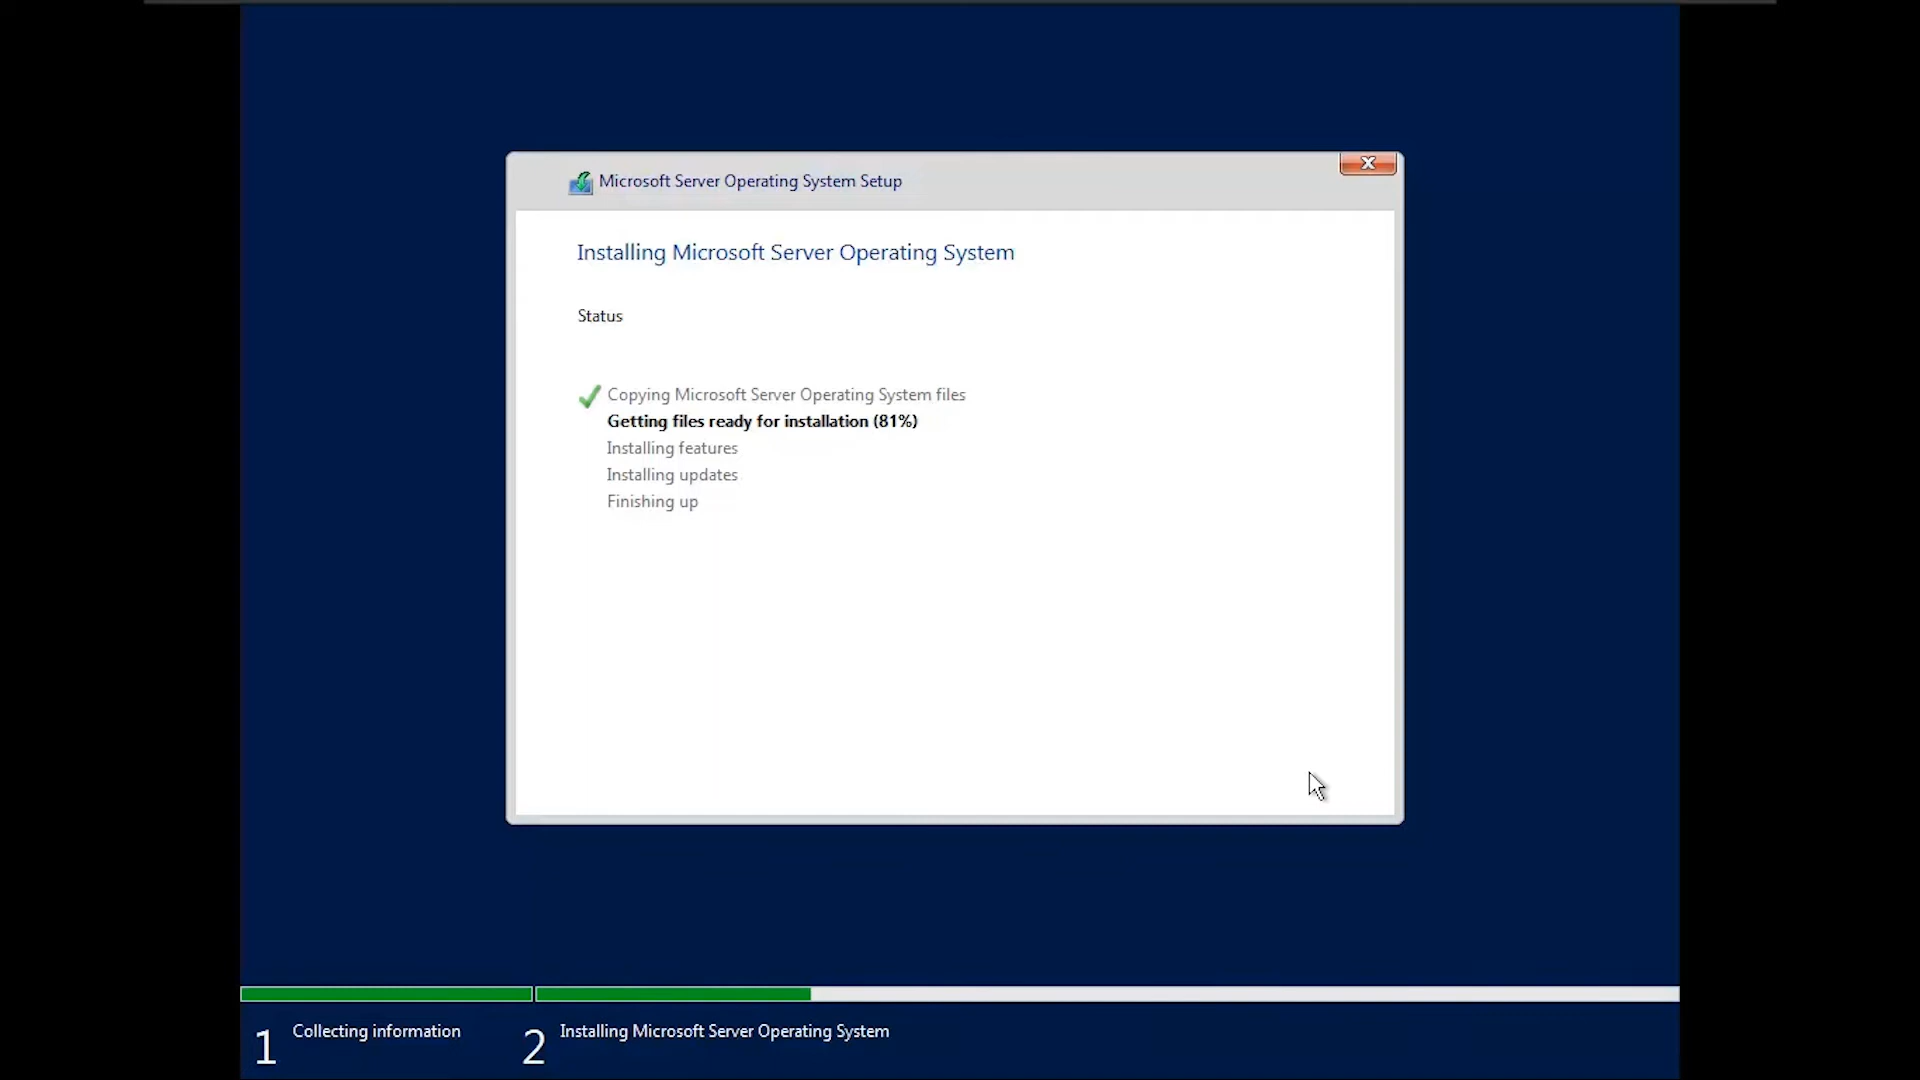 Microsoft Server Operating System Setup
Installing Microsoft Server Operating System
Status
Copying Microsoft Server Operating System files
Getting files ready for installation (81%)
Installing features
Installing updates
Finishing up
1 Collecting information
2 Installing Microsoft Server Operating System